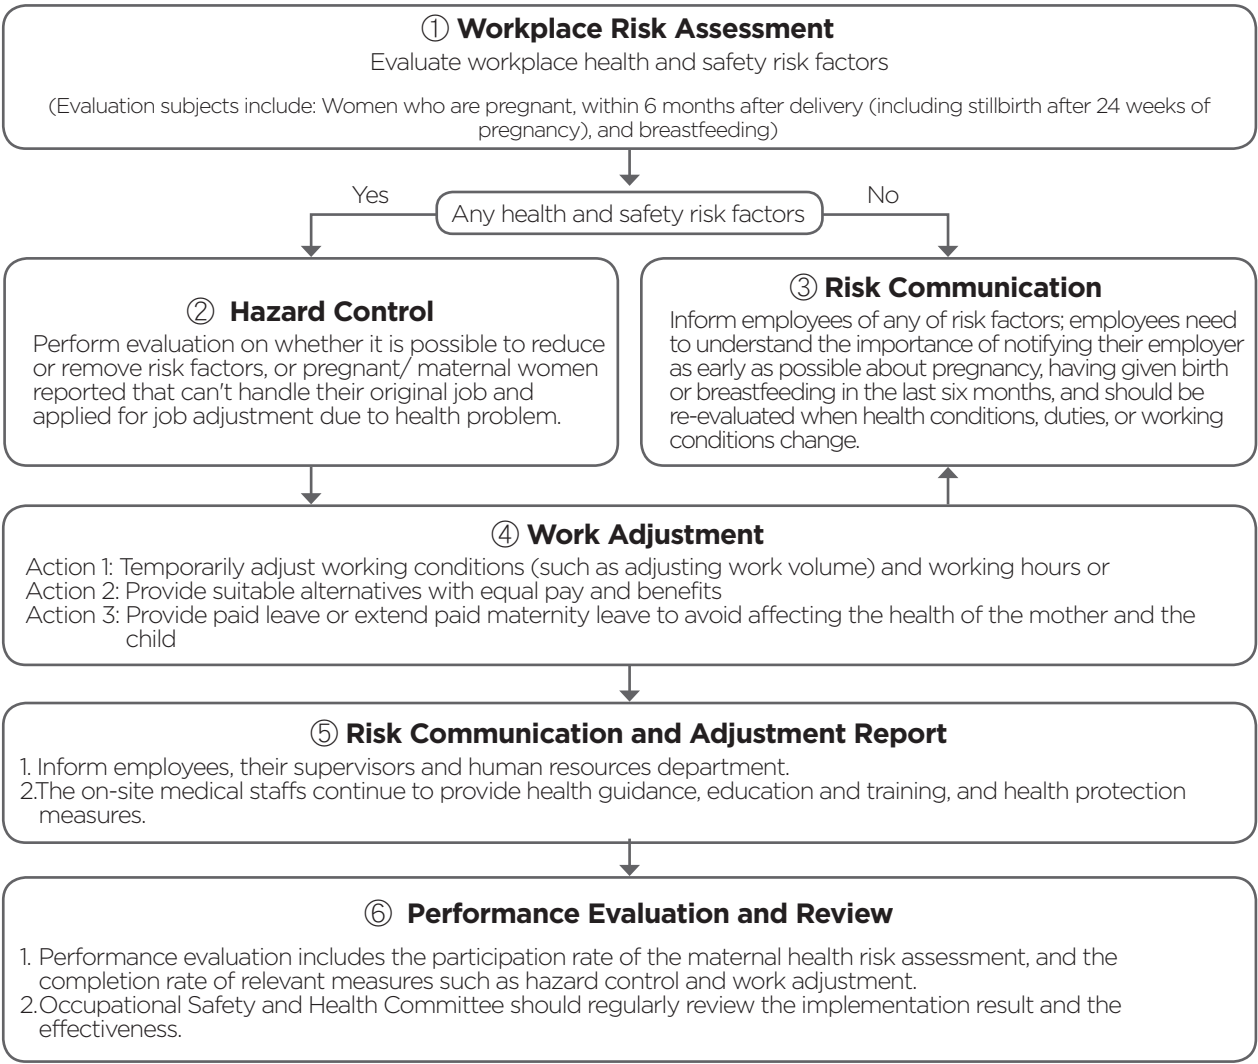 ① Workplace Risk Assessment
Evaluate workplace health and safety risk factors
(Evaluation subjects include: Women who are pregnant, within 6 months after delivery (including stillbirth after 24 weeks of
pregnancy), and breastfeeding)
Yes
Any health and safety risk factors
No
② Hazard Control
Perform evaluation on whether it is possible to reduce
or remove risk factors, or pregnant/ maternal women
reported that can't handle their original job and
applied for job adjustment due to health problem.
③ Risk Communication
Inform employees of any of risk factors; employees need
to understand the importance of notifying their employer
as early as possible about pregnancy, having given birth
or breastfeeding in the last six months, and should be
re-evaluated when health conditions, duties, or working
conditions change.
④ Work Adjustment
Action 1: Temporarily adjust working conditions (such as adjusting work volume) and working hours or
Action 2: Provide suitable alternatives with equal pay and benefits
Action 3: Provide paid leave or extend paid maternity leave to avoid affecting the health of the mother and the
child
⑤ Risk Communication and Adjustment Report
1. Inform employees, their supervisors and human resources department.
2.The on-site medical staffs continue to provide health guidance, education and training, and health protection
measures.
⑥ Performance Evaluation and Review
1. Performance evaluation includes the participation rate of the maternal health risk assessment, and the
completion rate of relevant measures such as hazard control and work adjustment.
2.Occupational Safety and Health Committee should regularly review the implementation result and the
effectiveness.